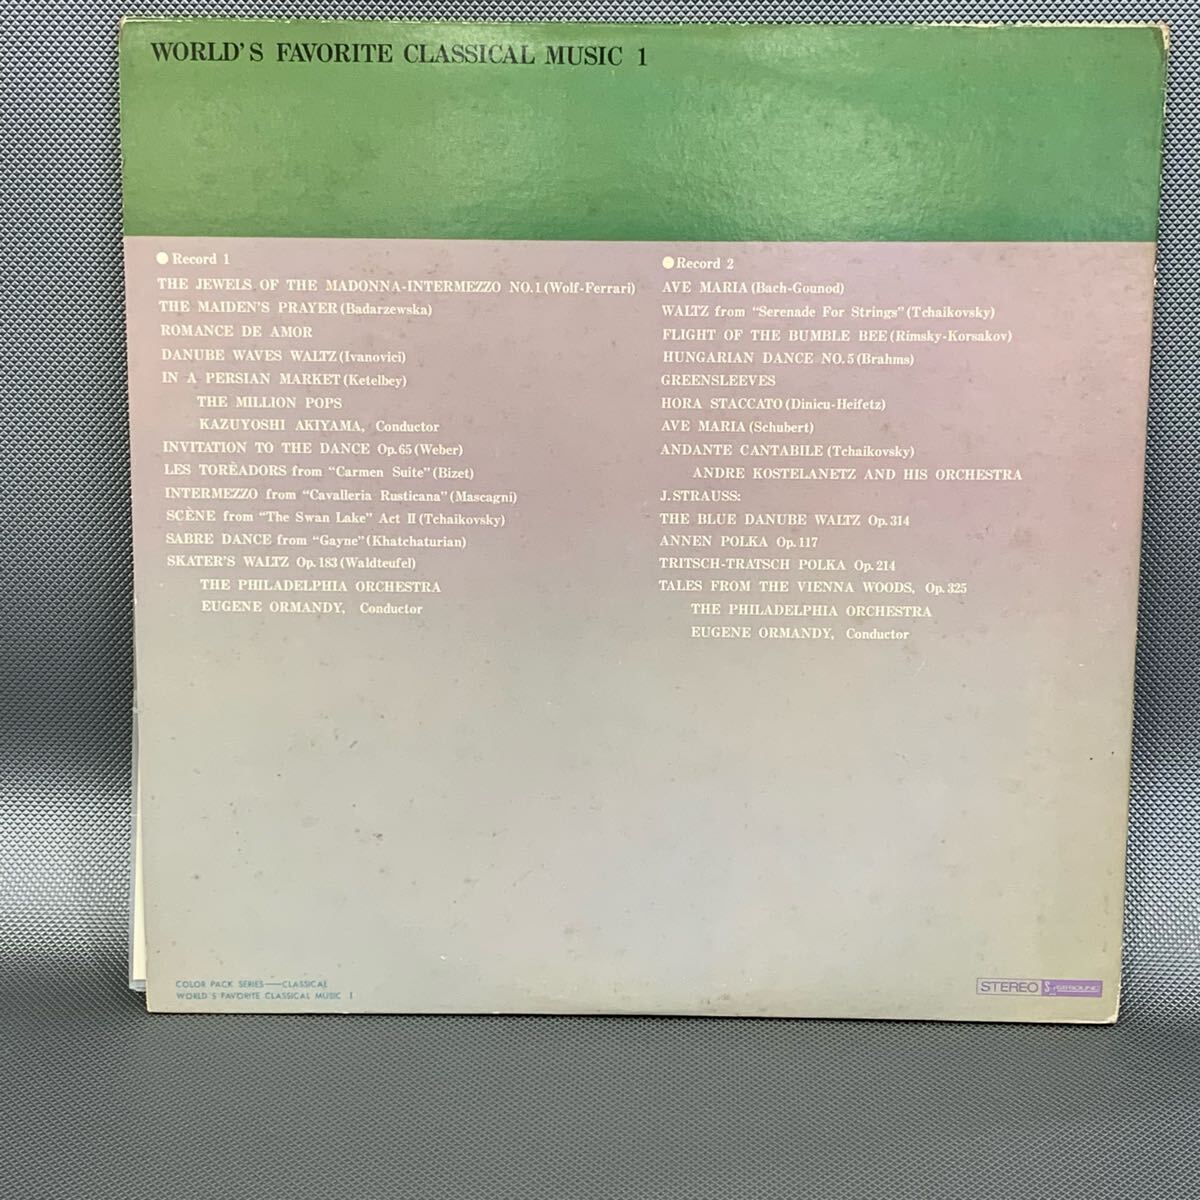 WORLD'S FAVORITE CLASSICAL MUSIC 1
● Record 1
THE JEWELS OF THE MADONNA-INTERMEZZO NO.1 (Wolf-Ferrari)
THE MAIDEN'S PRAYER (Badarzewska)
ROMANCE DE AMOR
DANUBE WAVES WALTZ (Ivanovici)
IN A PERSIAN MARKET (Ketelbey)
THE MILLION POPS
KAZUYOSHI AKIYAMA, Conductor
INVITATION TO THE DANCE Op.65 (Weber)
LES TORÈADORS from “Carmen Suite” (Bizet)
INTERMEZZO from “Cavalleria Rusticana” (Mascagni)
SCÈNE from “The Swan Lake” Act II (Tchaikovsky)
SABRE DANCE from “Gayne” (Khatchaturian)
SKATER'S WALTZ Op.183 (Waldteufel)
THE PHILADELPHIA ORCHESTRA
EUGENE ORMANDY, Conductor
● Record 2
AVE MARIA (Bach-Gounod)
WALTZ from “Serenade For Strings” (Tchaikovsky)
FLIGHT OF THE BUMBLE BEE (Rimsky-Korsakov)
HUNGARIAN DANCE NO.5 (Brahms)
GREENSLEEVES
HORA STACCATO (Dinicu-Heifetz)
AVE MARIA (Schubert)
ANDANTE CANTABILE (Tchaikovsky)
ANDRE KOSTELANETZ AND HIS ORCHESTRA
J. STRAUSS:
THE BLUE DANUBE WALTZ Op.314
ANNEN POLKA Op.117
TRITSCH-TRATSCH POLKA Op.214
TALES FROM THE VIENNA WOODS, Op.325
THE PHILADELPHIA ORCHESTRA
EUGENE ORMANDY, Conductor
COLOR PACK SERIES—CLASSICAL
WORLD'S FAVORITE CLASSICAL MUSIC 1
STEREO